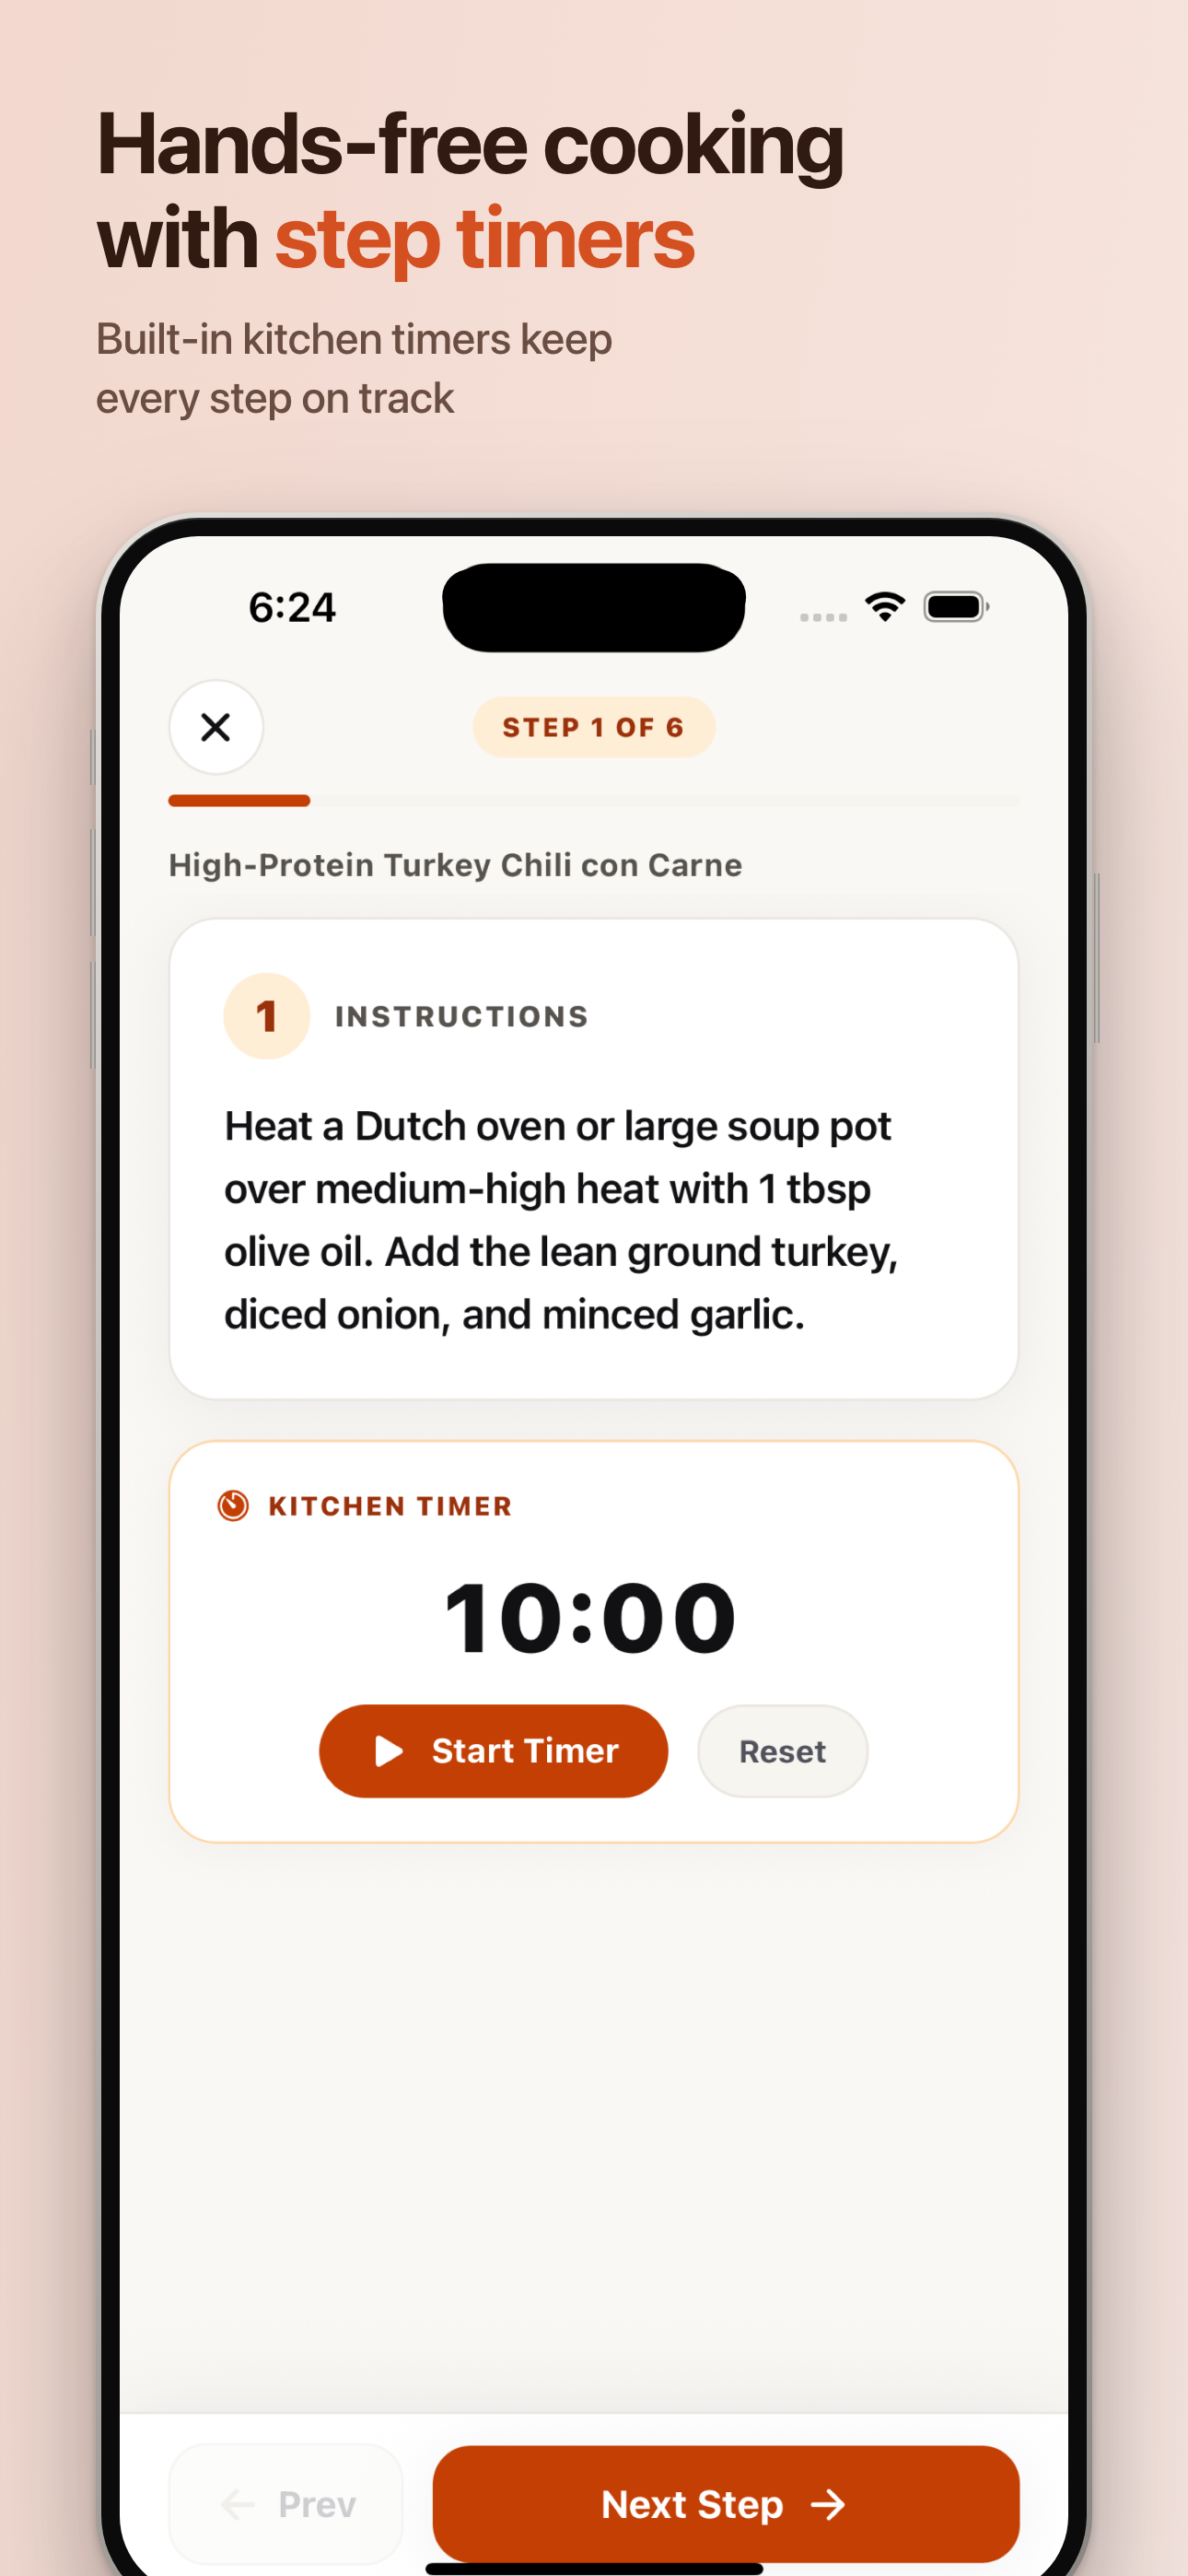 Hands-free cooking
with step timers
Built-in kitchen timers keep
every step on track
6:24
STEP 1 OF 6
High-Protein Turkey Chili con Carne
1 INSTRUCTIONS
Heat a Dutch oven or large soup pot
over medium-high heat with 1 tbsp
olive oil. Add the lean ground turkey,
diced onion, and minced garlic.
KITCHEN TIMER
10:00
Start Timer Reset
Prev Next Step